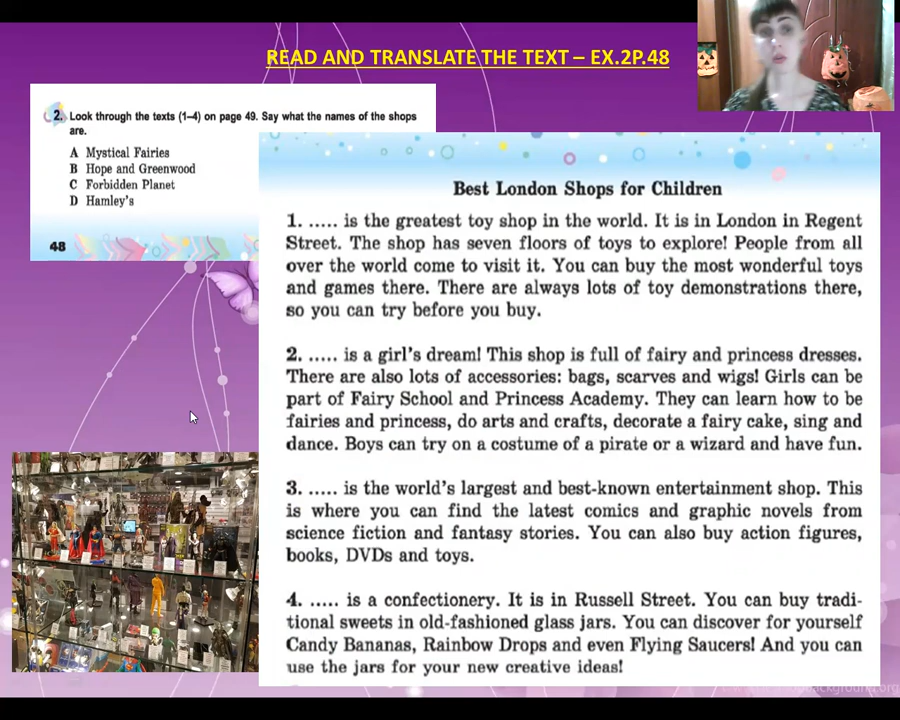 READ AND TRANSLATE THE TEXT – EX.2P.48
2. Look through the texts (1–4) on page 49. Say what the names of the shops
are.
A Mystical Fairies
B Hope and Greenwood
C Forbidden Planet
D Hamley's
48
Best London Shops for Children
1. ..... is the greatest toy shop in the world. It is in London in Regent
Street. The shop has seven floors of toys to explore! People from all
over the world come to visit it. You can buy the most wonderful toys
and games there. There are always lots of toy demonstrations there,
so you can try before you buy.
2. ..... is a girl's dream! This shop is full of fairy and princess dresses.
There are also lots of accessories: bags, scarves and wigs! Girls can be
part of Fairy School and Princess Academy. They can learn how to be
fairies and princess, do arts and crafts, decorate a fairy cake, sing and
dance. Boys can try on a costume of a pirate or a wizard and have fun.
3. ..... is the world's largest and best-known entertainment shop. This
is where you can find the latest comics and graphic novels from
science fiction and fantasy stories. You can also buy action figures,
books, DVDs and toys.
4. ..... is a confectionery. It is in Russell Street. You can buy tradi-
tional sweets in old-fashioned glass jars. You can discover for yourself
Candy Bananas, Rainbow Drops and even Flying Saucers! And you can
use the jars for your new creative ideas!